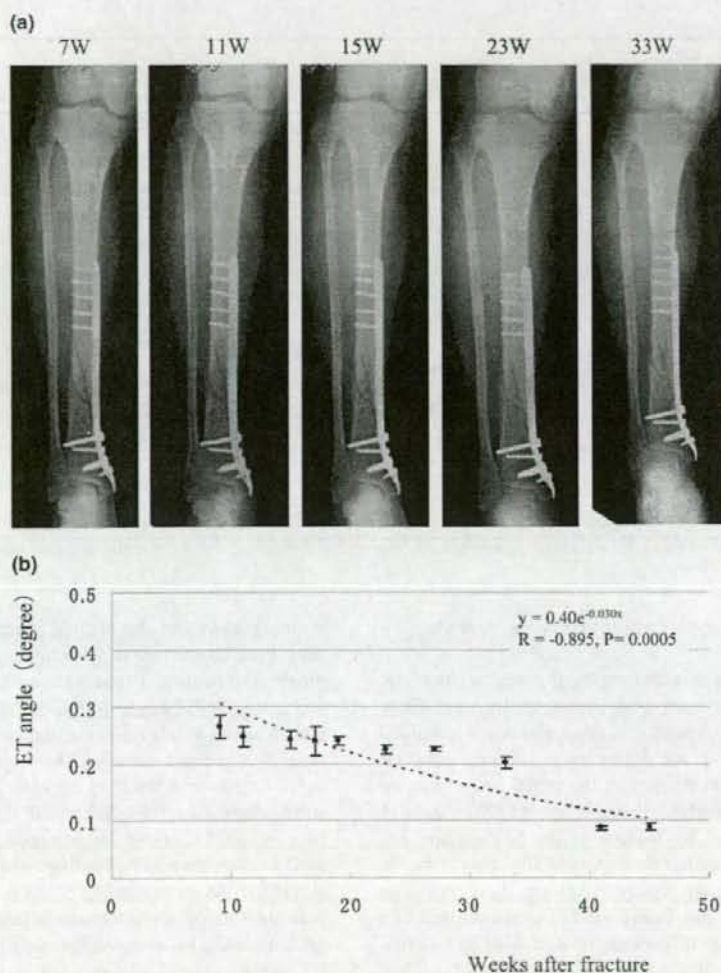 (a)
7W 11W 15W 23W 33W
(b)
0.5
0.4
0.3
0.2
0.1
0
ET angle (degree)
y = 0.40e^-0.030x
R = -0.895, P= 0.0005
0 10 20 30 40 50
Weeks after fracture